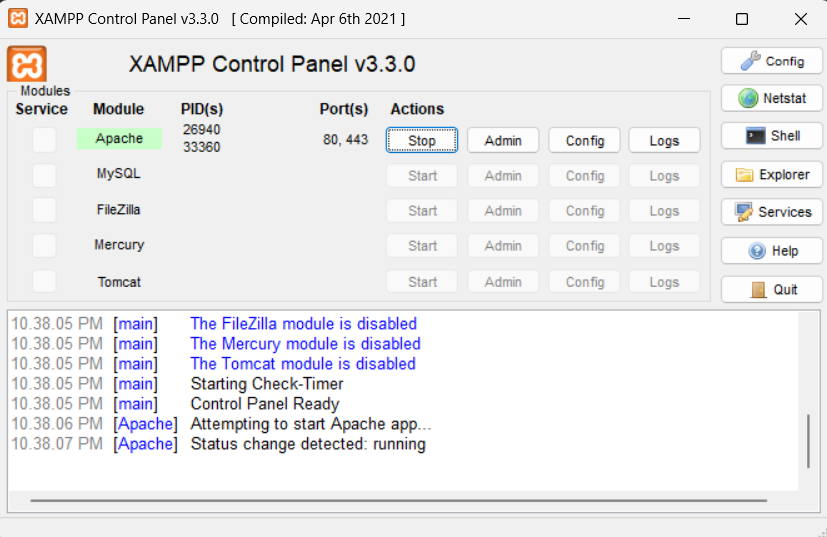 XAMPP Control Panel v3.3.0 [ Compiled: Apr 6th 2021 ]
XAMPP Control Panel v3.3.0
Config
Modules
Service Module PID(s) Port(s) Actions
Netstat
Apache 26940 33360 80, 443 Stop Admin Config Logs
Shell
MySQL Start Admin Config Logs
Explorer
FileZilla Start Admin Config Logs
Services
Mercury Start Admin Config Logs
Help
Tomcat Start Admin Config Logs
Quit
10.38.05 PM [main] The FileZilla module is disabled
10.38.05 PM [main] The Mercury module is disabled
10.38.05 PM [main] The Tomcat module is disabled
10.38.05 PM [main] Starting Check-Timer
10.38.05 PM [main] Control Panel Ready
10.38.06 PM [Apache] Attempting to start Apache app...
10.38.07 PM [Apache] Status change detected: running